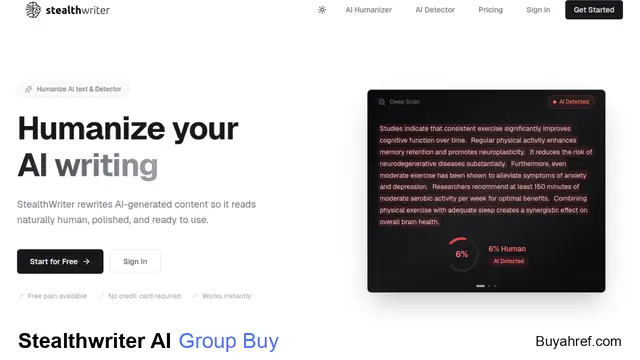 stealthwriter
AI Humanizer
AI Detector
Pricing
Sign In
Get Started
Humanize AI text & Detector
Humanize your
AI writing
StealthWriter rewrites AI-generated content so it reads
naturally human, polished, and ready to use.
Start for Free →
Sign In
✓ Free plan available
✓ No credit card required
✓ Works instantly
Deep Scan
AI Detected
Studies indicate that consistent exercise significantly improves
cognitive function over time. Regular physical activity enhances
memory retention and promotes neuroplasticity. It reduces the risk of
neurodegenerative diseases substantially. Furthermore, even
moderate exercise has been shown to alleviate symptoms of anxiety
and depression. Researchers recommend at least 150 minutes of
moderate aerobic activity per week for optimal benefits. Combining
physical exercise with adequate sleep creates a synergistic effect on
overall brain health.
6%
6% Human
AI Detected
Stealthwriter AI Group Buy
Buyahref.com